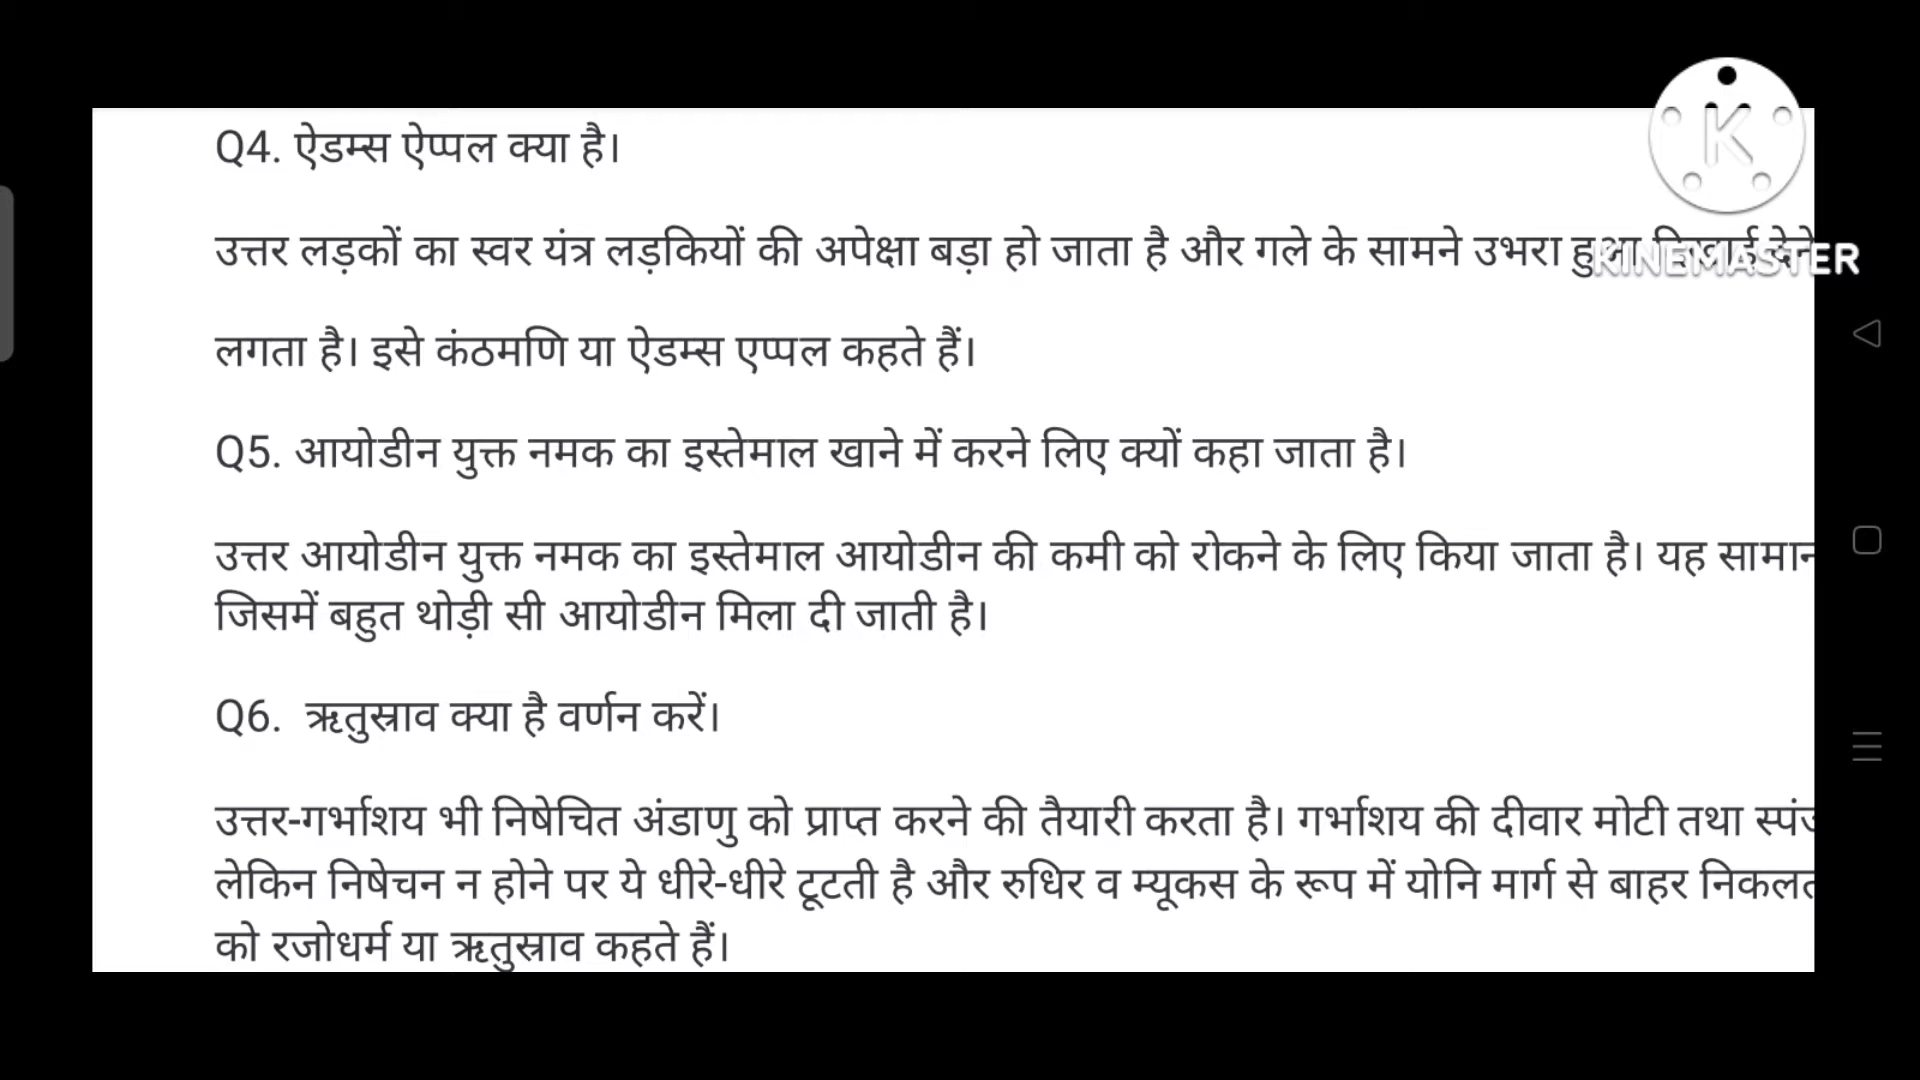 Q4. ऐडम्स ऐप्पल क्या है।
उत्तर लड़कों का स्वर यंत्र लड़कियों की अपेक्षा बड़ा हो जाता है और गले के सामने उभरा हुआ दिखाई देने
KINEMASTER
लगता है। इसे कंठमणि या ऐडम्स एप्पल कहते हैं।
Q5. आयोडीन युक्त नमक का इस्तेमाल खाने में करने लिए क्यों कहा जाता है।
उत्तर आयोडीन युक्त नमक का इस्तेमाल आयोडीन की कमी को रोकने के लिए किया जाता है। यह
जिसमें बहुत थोड़ी सी आयोडीन मिला दी जाती है।
Q6. ऋतुस्राव क्या है वर्णन करें।
उत्तर-गर्भाशय भी निषेचित अंडाणु को प्राप्त करने की तैयारी करता है। गर्भाशय की दीवार मोटी तथा
लेकिन निषेचन न होने पर ये धीरे-धीरे टूटती है और रुधिर व म्यूकस के रूप में योनि मार्ग से बाहर
को रजोधर्म या ऋतुस्राव कहते हैं।